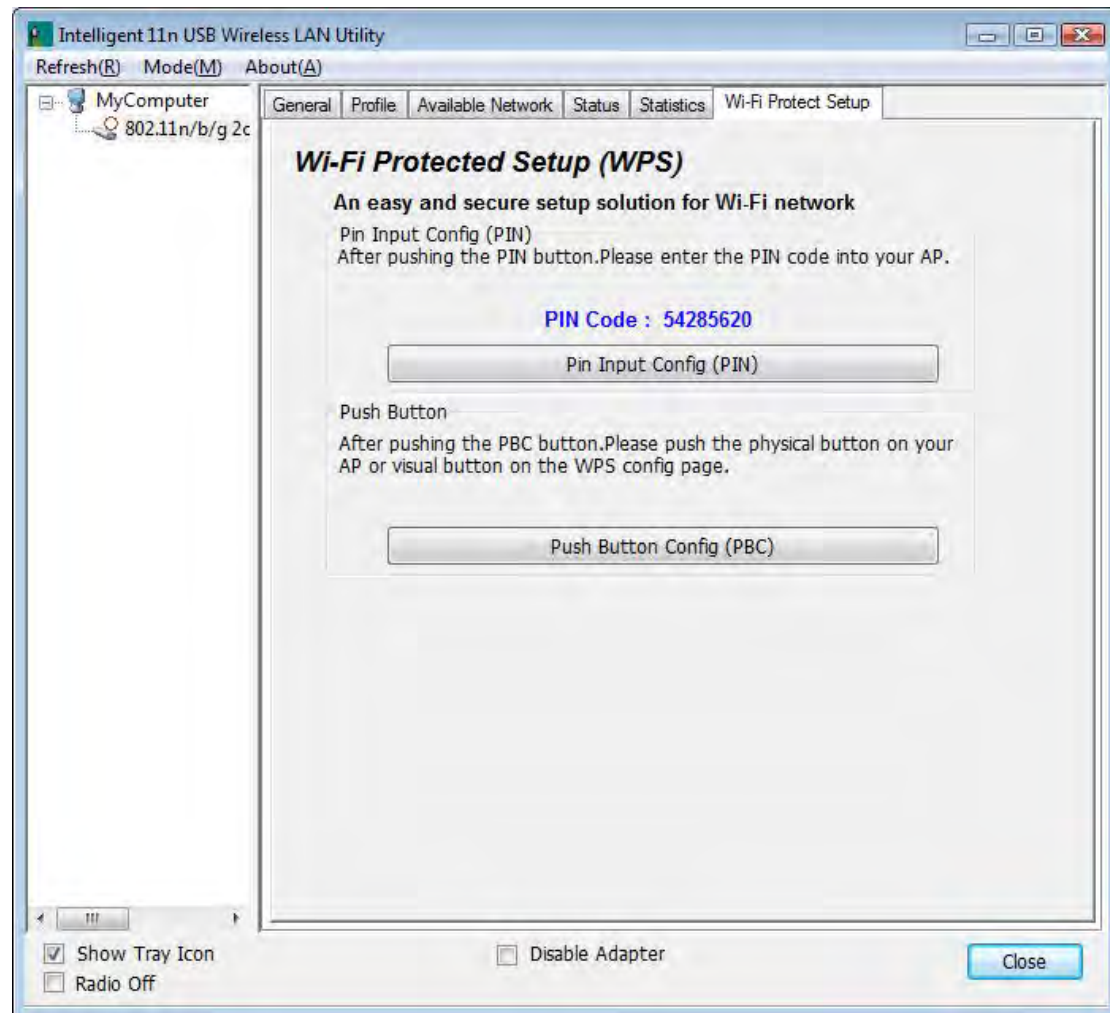 Intelligent 11n USB Wireless LAN Utility
Refresh(R) Mode(M) About(A)
MyComputer
802.11n/b/g 2c
General Profile Available Network Status Statistics Wi-Fi Protect Setup
Wi-Fi Protected Setup (WPS)
An easy and secure setup solution for Wi-Fi network
Pin Input Config (PIN)
After pushing the PIN button.Please enter the PIN code into your AP.
PIN Code : 54285620
Pin Input Config (PIN)
Push Button
After pushing the PBC button.Please push the physical button on your
AP or visual button on the WPS config page.
Push Button Config (PBC)
Show Tray Icon
Disable Adapter
Radio Off
Close